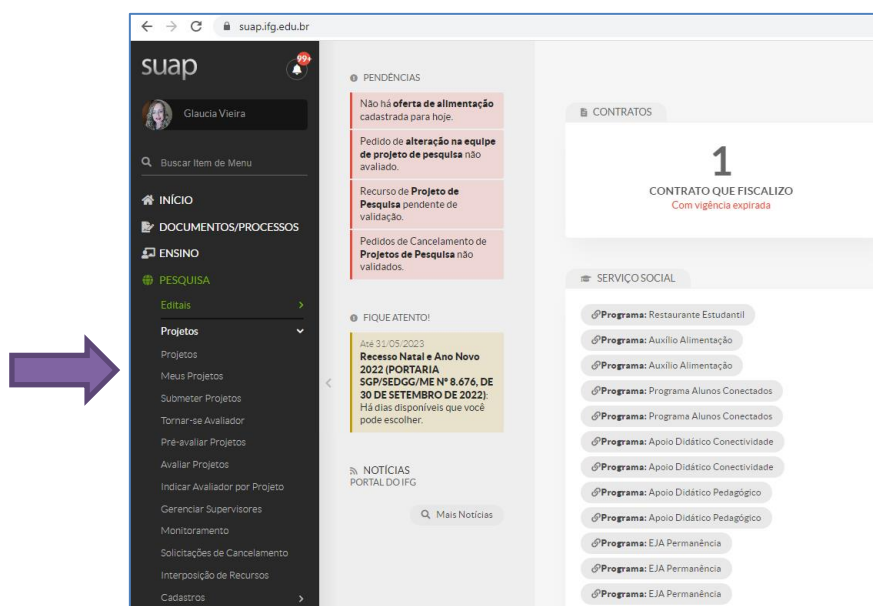 suap.ifg.edu.br
suap
99+
Glaucia Vieira
Buscar Item de Menu
INÍCIO
DOCUMENTOS/PROCESSOS
ENSINO
PESQUISA
Editais
Projetos
Projetos
Meus Projetos
Submeter Projetos
Tornar-se Avaliador
Pré-avaliar Projetos
Avaliar Projetos
Indicar Avaliador por Projeto
Gerenciar Supervisores
Monitoramento
Solicitações de Cancelamento
Interposição de Recursos
Cadastros
PENDÊNCIAS
Não há oferta de alimentação
cadastrada para hoje.
Pedido de alteração na equipe
de projeto de pesquisa não
avaliado.
Recurso de Projeto de
Pesquisa pendente de
validação.
Pedidos de Cancelamento de
Projetos de Pesquisa não
validados.
FIQUE ATENTO!
Até 31/05/2023
Recesso Natal e Ano Novo
2022 (PORTARIA
SGP/SEDGG/ME Nº 8.676, DE
30 DE SETEMBRO DE 2022):
Há dias disponíveis que você
pode escolher.
NOTÍCIAS
PORTAL DO IFG
Mais Notícias
CONTRATOS
1
CONTRATO QUE FISCALIZO
Com vigência expirada
SERVIÇO SOCIAL
Programa: Restaurante Estudantil
Programa: Auxílio Alimentação
Programa: Auxílio Alimentação
Programa: Programa Alunos Conectados
Programa: Programa Alunos Conectados
Programa: Apoio Didático Conectividade
Programa: Apoio Didático Conectividade
Programa: Apoio Didático Pedagógico
Programa: Apoio Didático Pedagógico
Programa: EJA Permanência
Programa: EJA Permanência
Programa: EJA Permanência